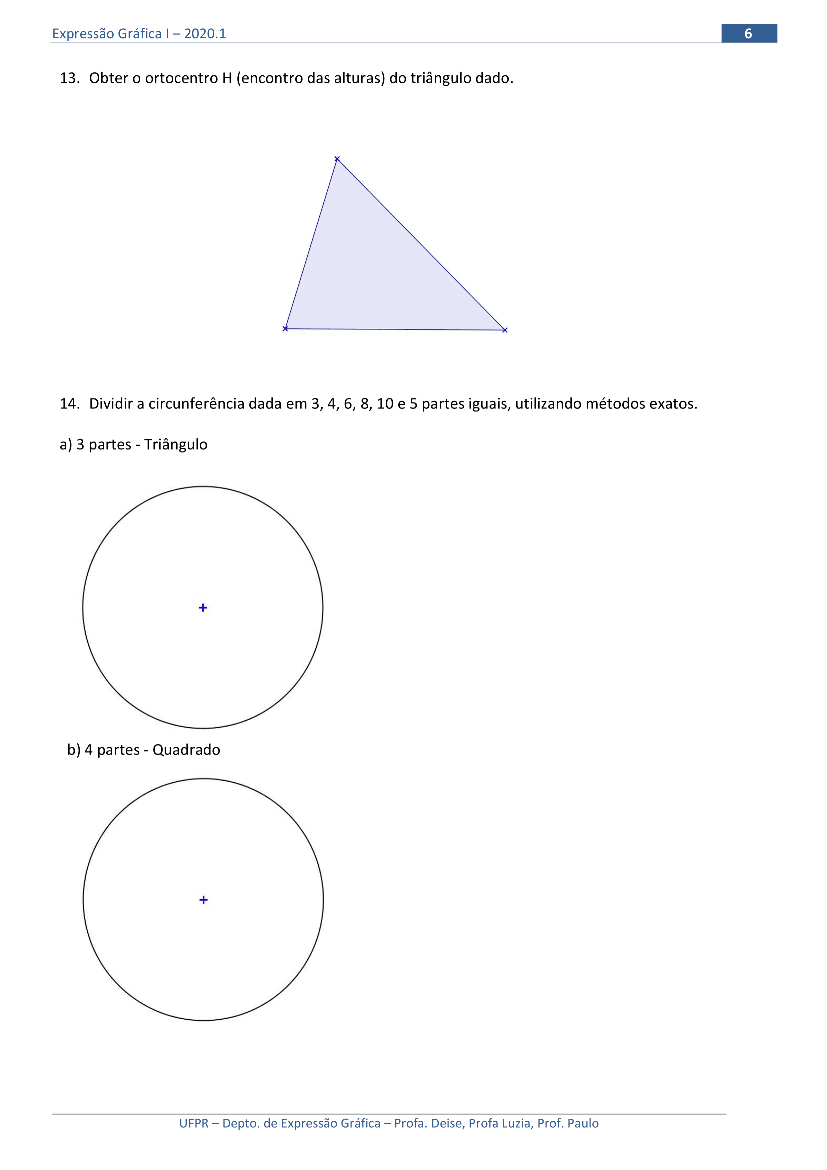 Expressão Gráfica I – 2020.1
6
13. Obter o ortocentro H (encontro das alturas) do triângulo dado.
14. Dividir a circunferência dada em 3, 4, 6, 8, 10 e 5 partes iguais, utilizando métodos exatos.
a) 3 partes - Triângulo
b) 4 partes - Quadrado
UFPR – Depto. de Expressão Gráfica – Profa. Deise, Profa Luzia, Prof. Paulo